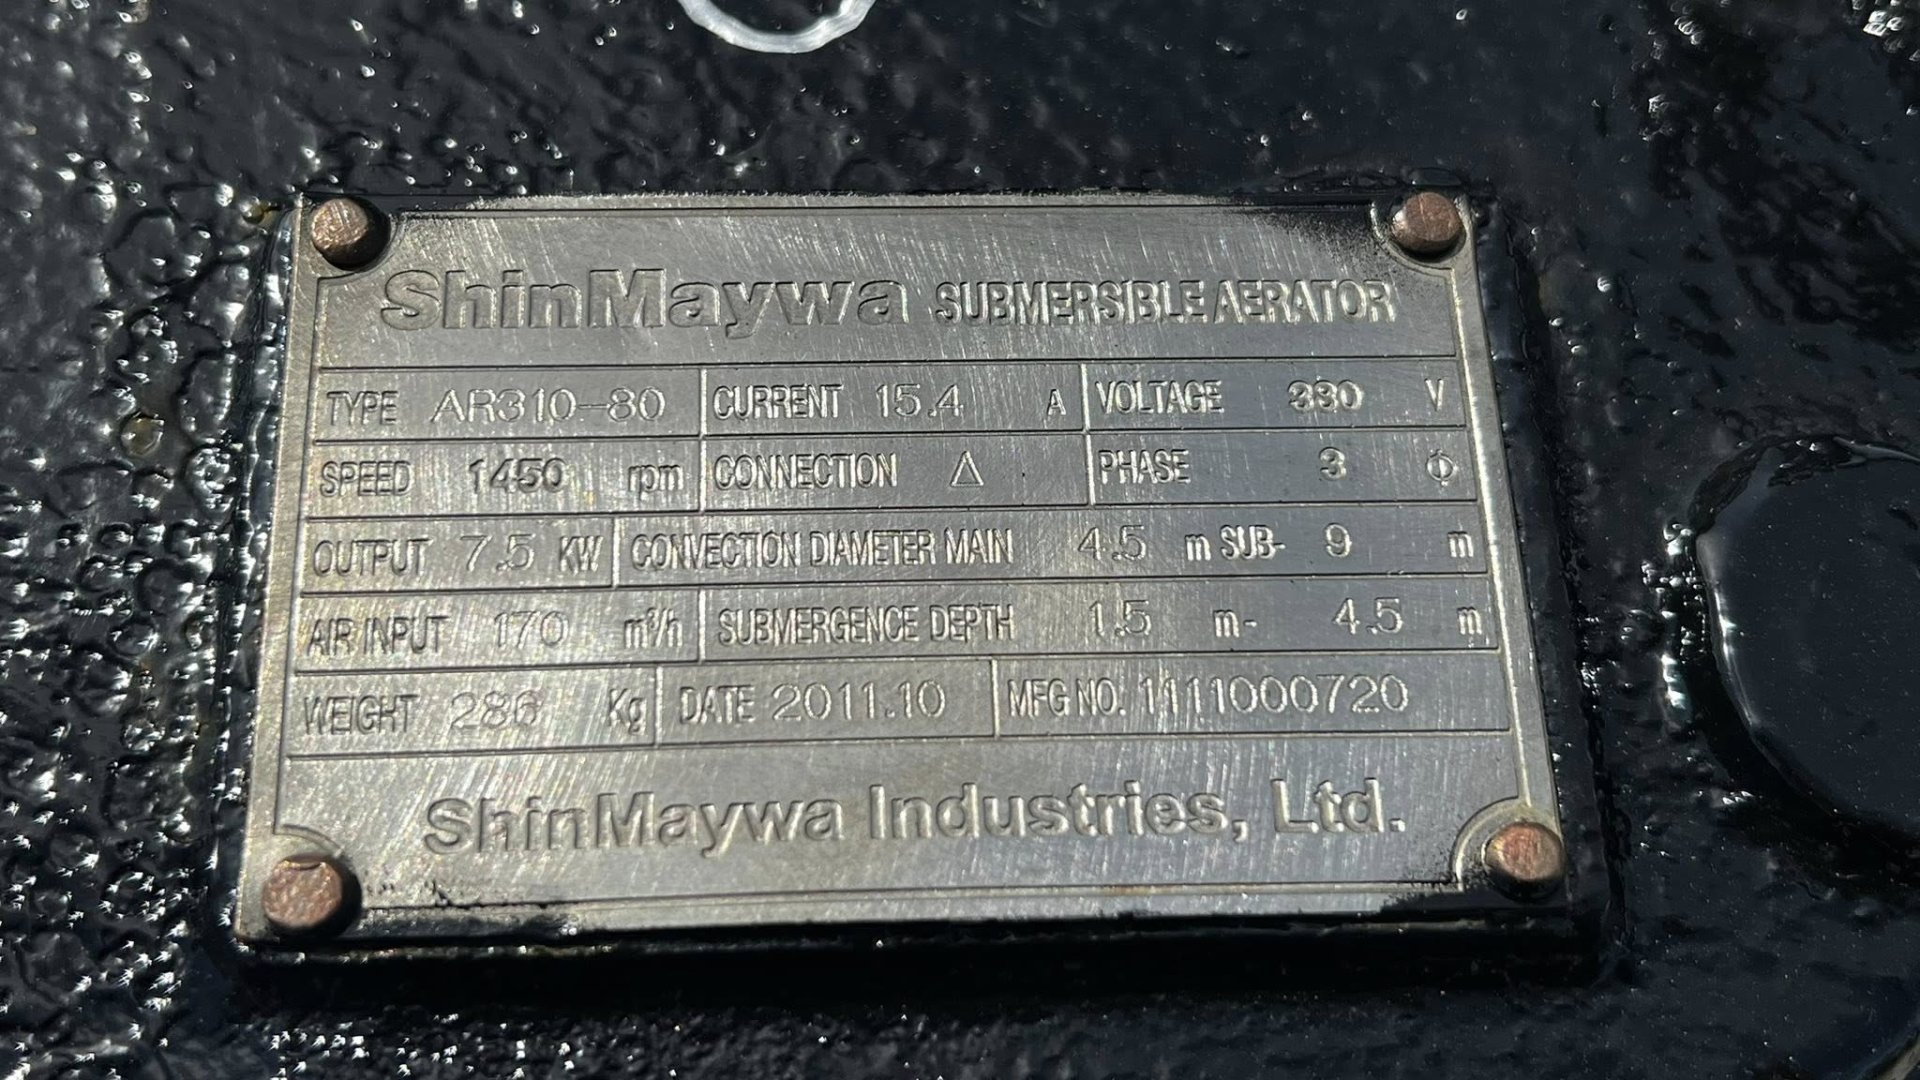 ShinMaywa SUBMERSIBLE AERATOR
TYPE AR310-80 CURRENT 15.4 A VOLTAGE 380 V
SPEED 1450 rpm CONNECTION Δ PHASE 3 Φ
OUTPUT 7.5 KW CONVECTION DIAMETER MAIN 4.5 m SUB- 9 m
AIR INPUT 170 m³/h SUBMERGENCE DEPTH 1.5 m- 4.5 m
WEIGHT 286 Kg DATE 2011.10 MFG NO. 1111000720
ShinMaywa Industries, Ltd.